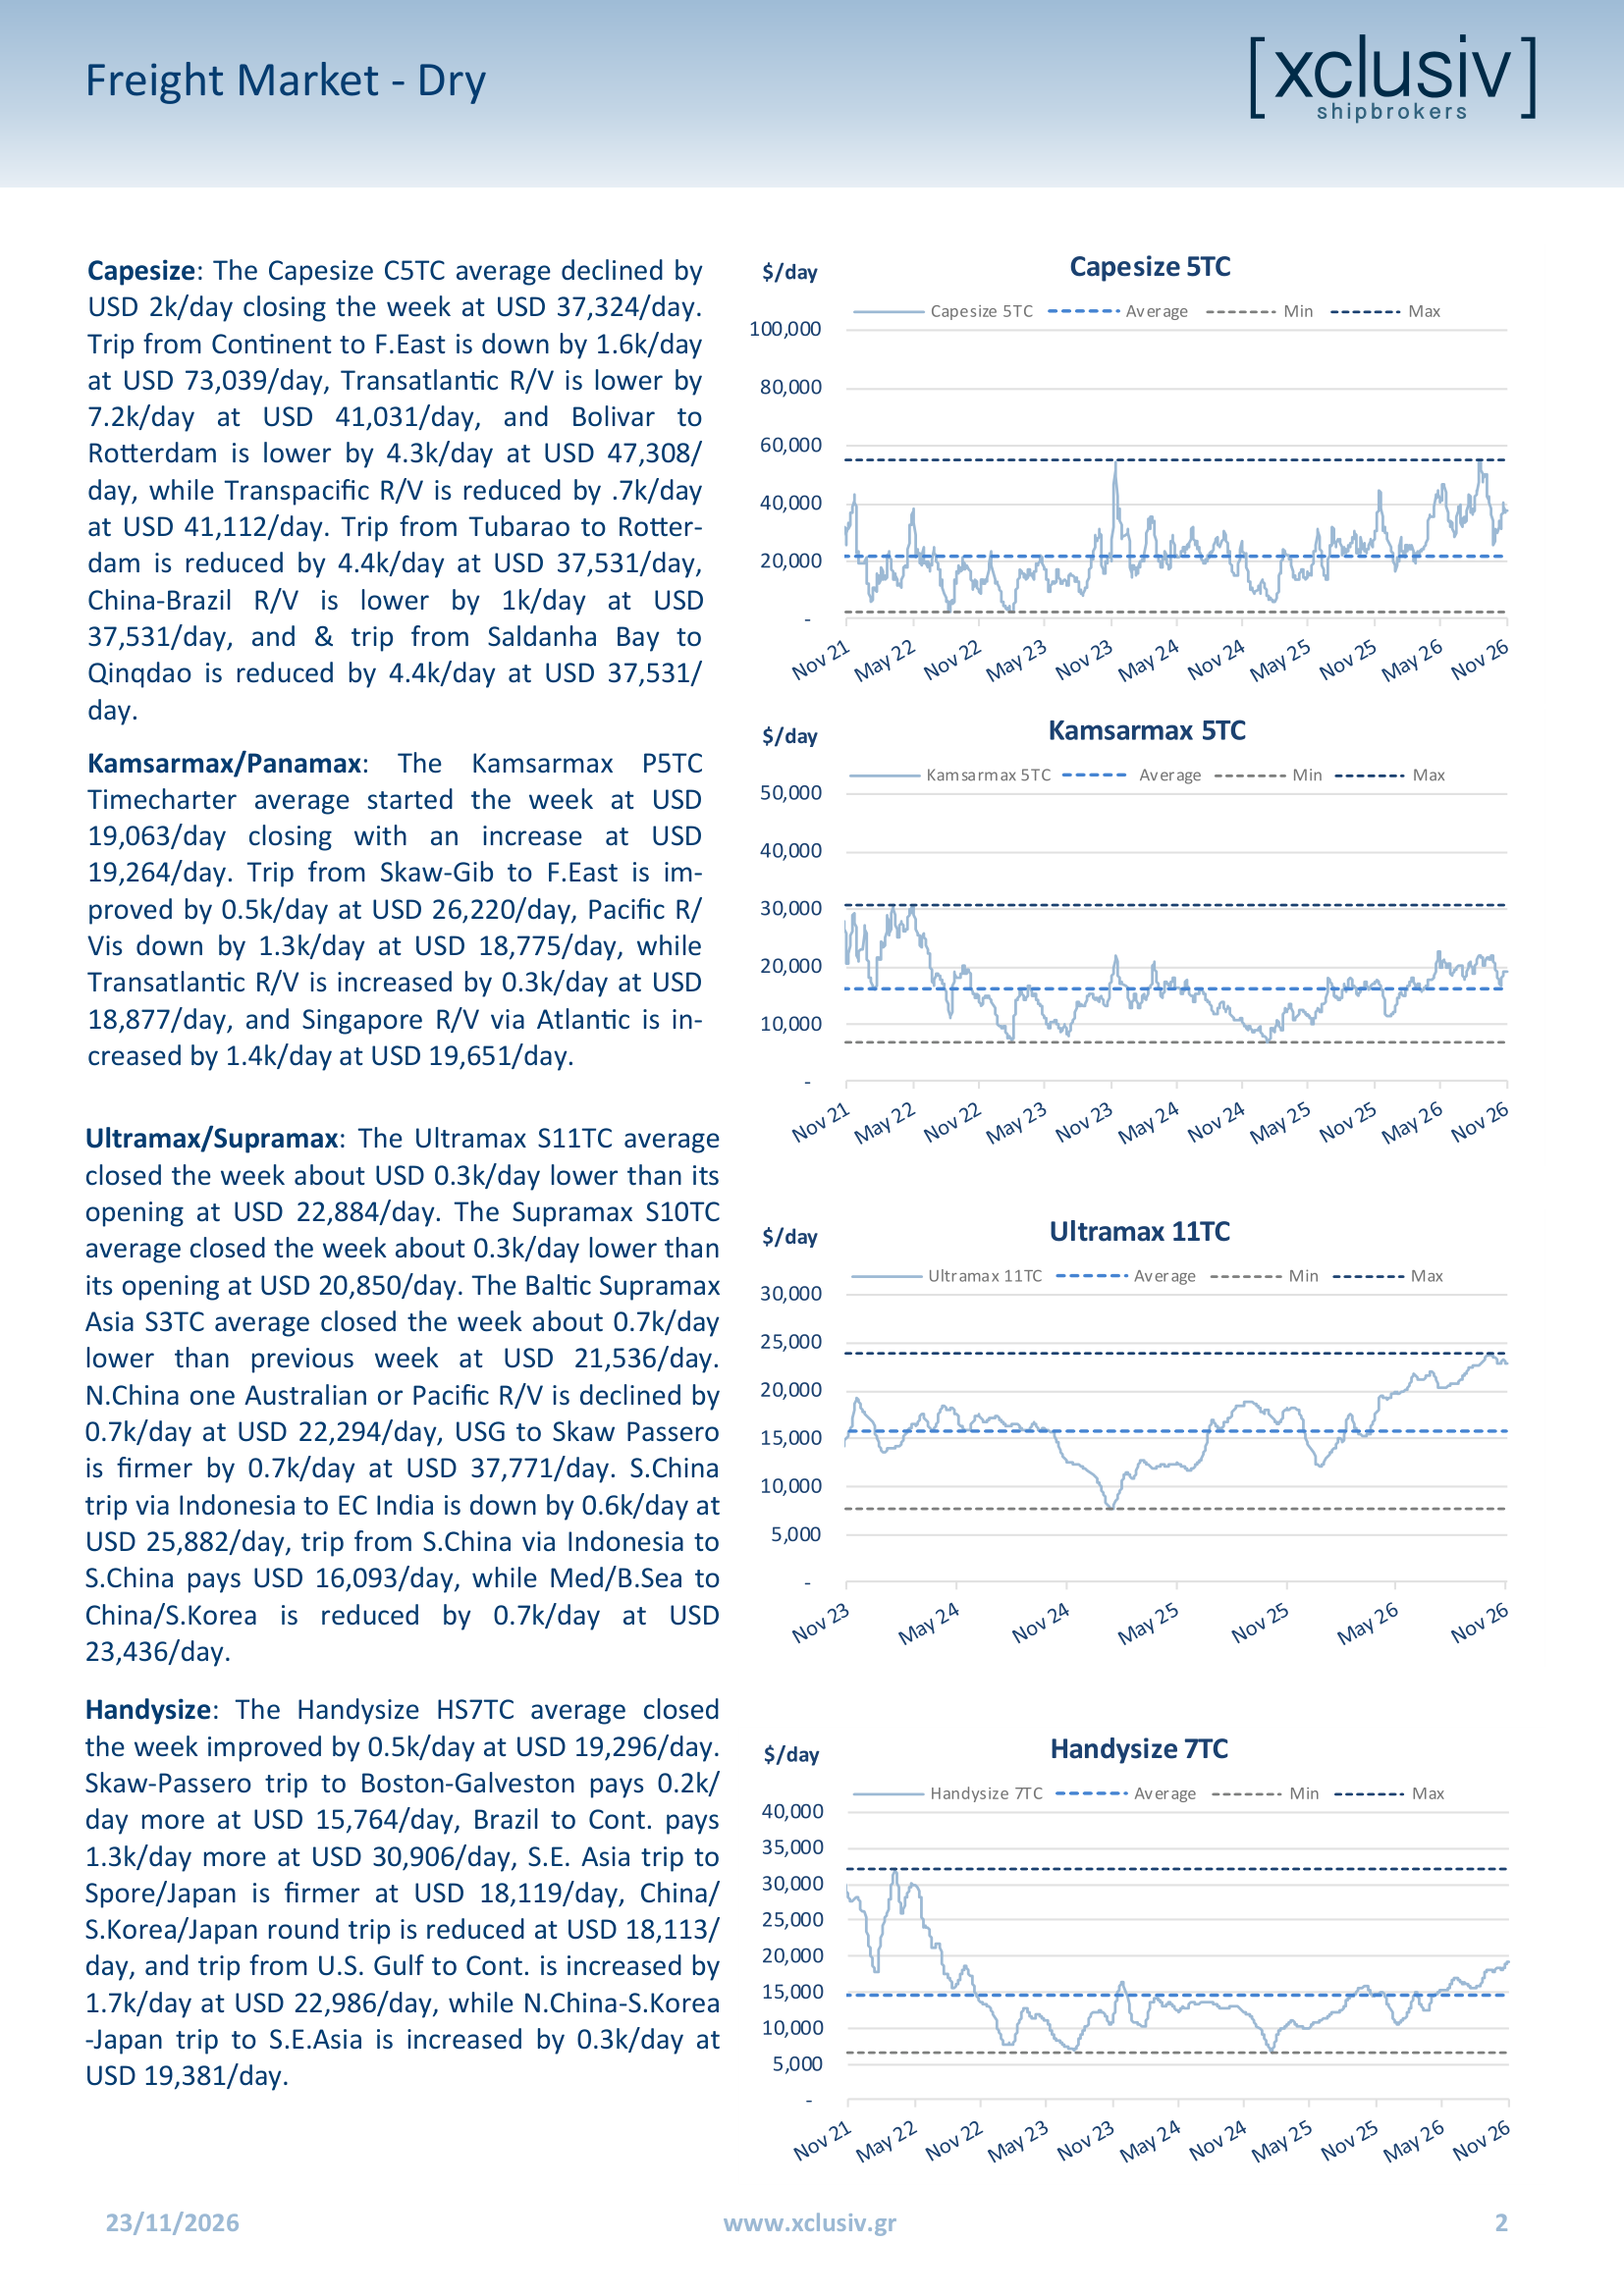 Freight Market - Dry
[xclusiv]
shipbrokers
Capesize: The Capesize C5TC average declined by
USD 2k/day closing the week at USD 37,324/day.
Trip from Continent to F.East is down by 1.6k/day
at USD 73,039/day, Transatlantic R/V is lower by
7.2k/day at USD 41,031/day, and Bolivar to
Rotterdam is lower by 4.3k/day at USD 47,308/
day, while Transpacific R/V is reduced by .7k/day
at USD 41,112/day. Trip from Tubarao to Rotter-
dam is reduced by 4.4k/day at USD 37,531/day,
China-Brazil R/V is lower by 1k/day at USD
37,531/day, and & trip from Saldanha Bay to
Qinqdao is reduced by 4.4k/day at USD 37,531/
day.
Kamsarmax/Panamax: The Kamsarmax P5TC
Timecharter average started the week at USD
19,063/day closing with an increase at USD
19,264/day. Trip from Skaw-Gib to F.East is im-
proved by 0.5k/day at USD 26,220/day, Pacific R/
Vis down by 1.3k/day at USD 18,775/day, while
Transatlantic R/V is increased by 0.3k/day at USD
18,877/day, and Singapore R/V via Atlantic is in-
creased by 1.4k/day at USD 19,651/day.
Ultramax/Supramax: The Ultramax S11TC average
closed the week about USD 0.3k/day lower than its
opening at USD 22,884/day. The Supramax S10TC
average closed the week about 0.3k/day lower than
its opening at USD 20,850/day. The Baltic Supramax
Asia S3TC average closed the week about 0.7k/day
lower than previous week at USD 21,536/day.
N.China one Australian or Pacific R/V is declined by
0.7k/day at USD 22,294/day, USG to Skaw Passero
is firmer by 0.7k/day at USD 37,771/day. S.China
trip via Indonesia to EC India is down by 0.6k/day at
USD 25,882/day, trip from S.China via Indonesia to
S.China pays USD 16,093/day, while Med/B.Sea to
China/S.Korea is reduced by 0.7k/day at USD
23,436/day.
Handysize: The Handysize HS7TC average closed
the week improved by 0.5k/day at USD 19,296/day.
Skaw-Passero trip to Boston-Galveston pays 0.2k/
day more at USD 15,764/day, Brazil to Cont. pays
1.3k/day more at USD 30,906/day, S.E. Asia trip to
Spore/Japan is firmer at USD 18,119/day, China/
S.Korea/Japan round trip is reduced at USD 18,113/
day, and trip from U.S. Gulf to Cont. is increased by
1.7k/day at USD 22,986/day, while N.China-S.Korea
-Japan trip to S.E.Asia is increased by 0.3k/day at
USD 19,381/day.
$/day Capesize 5TC
Capesize 5TC Average Min Max
100,000
80,000
60,000
40,000
20,000
-
Nov 21 May 22 Nov 22 May 23 Nov 23 May 24 Nov 24 May 25 Nov 25 May 26 Nov 26
$/day Kamsarmax 5TC
Kamsarmax 5TC Average Min Max
50,000
40,000
30,000
20,000
10,000
-
Nov 21 May 22 Nov 22 May 23 Nov 23 May 24 Nov 24 May 25 Nov 25 May 26 Nov 26
$/day Ultramax 11TC
Ultramax 11TC Average Min Max
30,000
25,000
20,000
15,000
10,000
5,000
-
Nov 23 May 24 Nov 24 May 25 Nov 25 May 26 Nov 26
$/day Handysize 7TC
Handysize 7TC Average Min Max
40,000
35,000
30,000
25,000
20,000
15,000
10,000
5,000
-
Nov 21 May 22 Nov 22 May 23 Nov 23 May 24 Nov 24 May 25 Nov 25 May 26 Nov 26
23/11/2026 www.xclusiv.gr 2